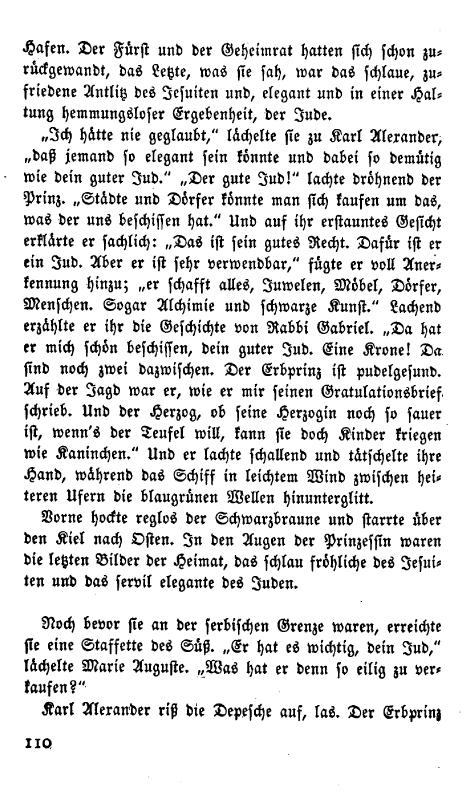 Hafen. Der Fürst und der Geheimrat hatten sich schon zu-
rückgewandt, das Letzte, was sie sah, war das schlaue, zu-
friedene Antlitz des Jesuiten und, elegant und in einer Hal-
tung hemmungsloser Ergebenheit, der Jude.
„Ich hätte nie geglaubt,“ lächelte sie zu Karl Alexander,
„daß jemand so elegant sein könnte und dabei so demütig
wie dein guter Jud.“ „Der gute Jud!“ lachte dröhnend der
Prinz. „Städte und Dörfer könnte man sich kaufen um das,
was der uns beschissen hat.“ Und auf ihr erstauntes Gesicht
erklärte er sachlich: „Das ist sein gutes Recht. Dafür ist er
ein Jud. Aber er ist sehr verwendbar,“ fügte er voll Aner-
kennung hinzu; „er schafft alles, Juwelen, Möbel, Dörfer,
Menschen. Sogar Alchimie und schwarze Kunst.“ Lachend
erzählte er ihr die Geschichte von Rabbi Gabriel. „Da hat
er mich schön beschissen, dein guter Jud. Eine Krone! Da
sind noch zwei dazwischen. Der Erbprinz ist pudelgesund.
Auf der Jagd war er, wie er mir seinen Gratulationsbrief
schrieb. Und der Herzog, ob seine Herzogin noch so sauer
ist, wenn's der Teufel will, kann sie doch Kinder kriegen
wie Kaninchen.“ Und er lachte schallend und tätschelte ihre
Hand, während das Schiff in leichtem Wind zwischen hei-
teren Ufern die blaugrünen Wellen hinunterglitt.
Vorne hockte reglos der Schwarzbraune und starrte über
den Kiel nach Osten. In den Augen der Prinzessin waren
die letzten Bilder der Heimat, das schlau fröhliche des Jesui-
ten und das servil elegante des Juden.
Noch bevor sie an der serbischen Grenze waren, erreichte
sie eine Staffette des Süß. „Er hat es wichtig, dein Jud,“
lächelte Marie Auguste. „Was hat er denn so eilig zu ver-
kaufen?“
Karl Alexander riß die Depesche auf, las. Der Erbprinz
110